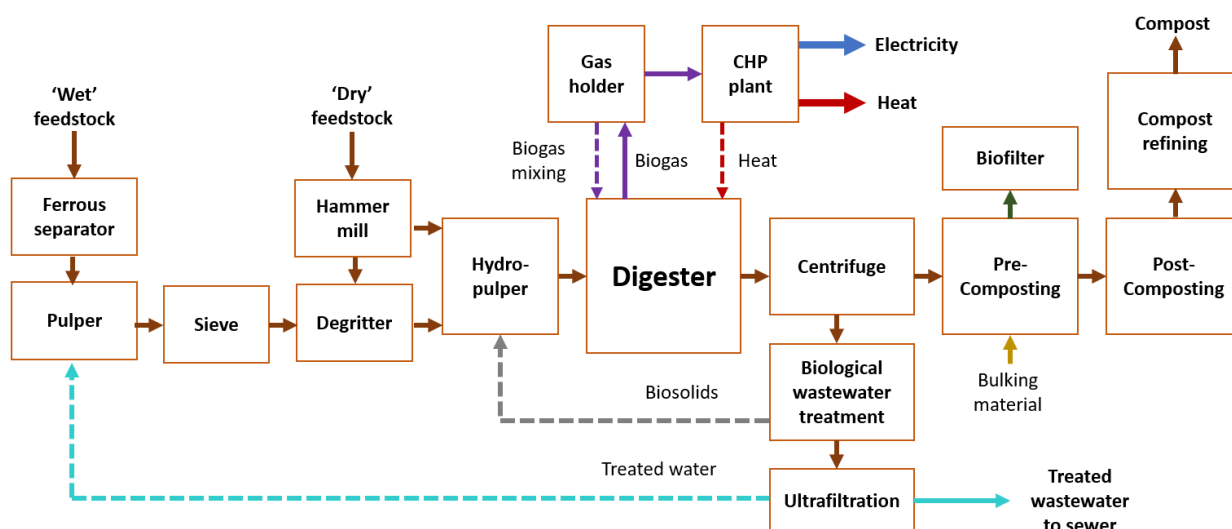 Compost
Gas
holder
CHP
plant
Electricity
Heat
‘Wet’
feedstock
‘Dry’
feedstock
Compost
refining
Biogas
mixing
Biogas
Heat
Biofilter
Ferrous
separator
Hammer
mill
Hydro-
pulper
Digester
Centrifuge
Pre-
Composting
Post-
Composting
Pulper
Sieve
Degritter
Biosolids
Biological
wastewater
treatment
Bulking
material
Treated water
Ultrafiltration
Treated
wastewater
to sewer